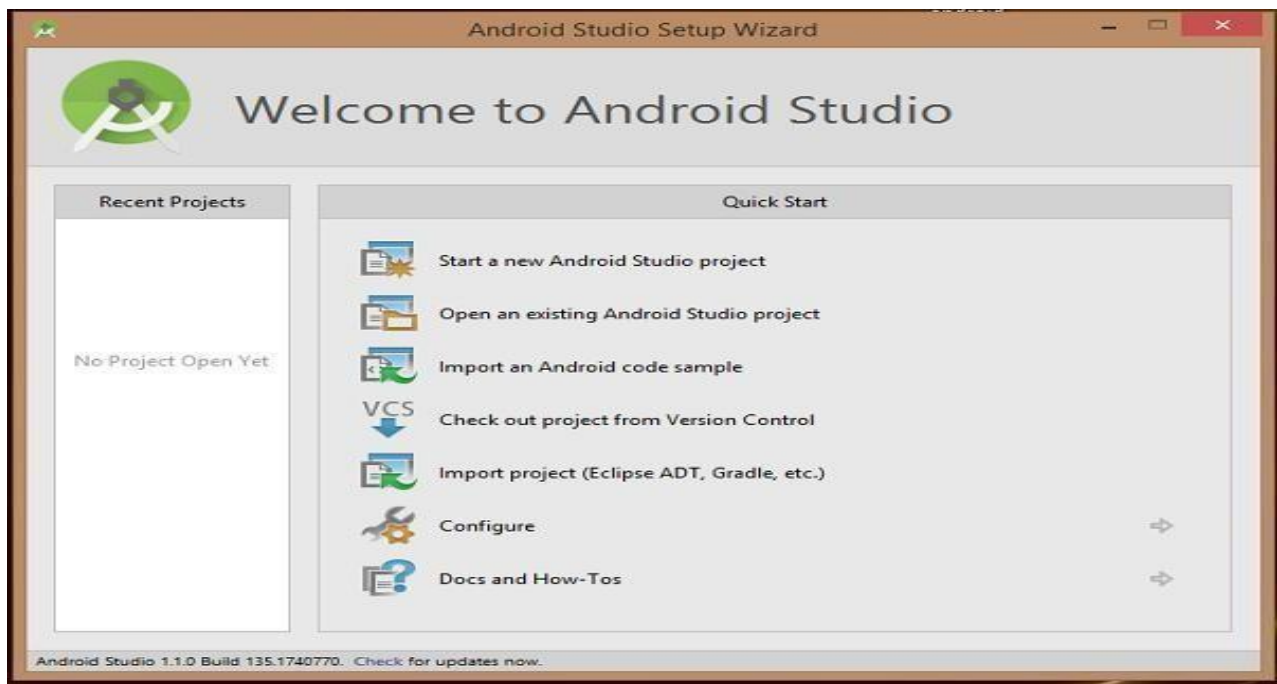 Android Studio Setup Wizard
Welcome to Android Studio
Recent Projects
No Project Open Yet
Quick Start
Start a new Android Studio project
Open an existing Android Studio project
Import an Android code sample
VCS
Check out project from Version Control
Import project (Eclipse ADT, Gradle, etc.)
Configure
Docs and How-Tos
Android Studio 1.1.0 Build 135.1740770. Check for updates now.